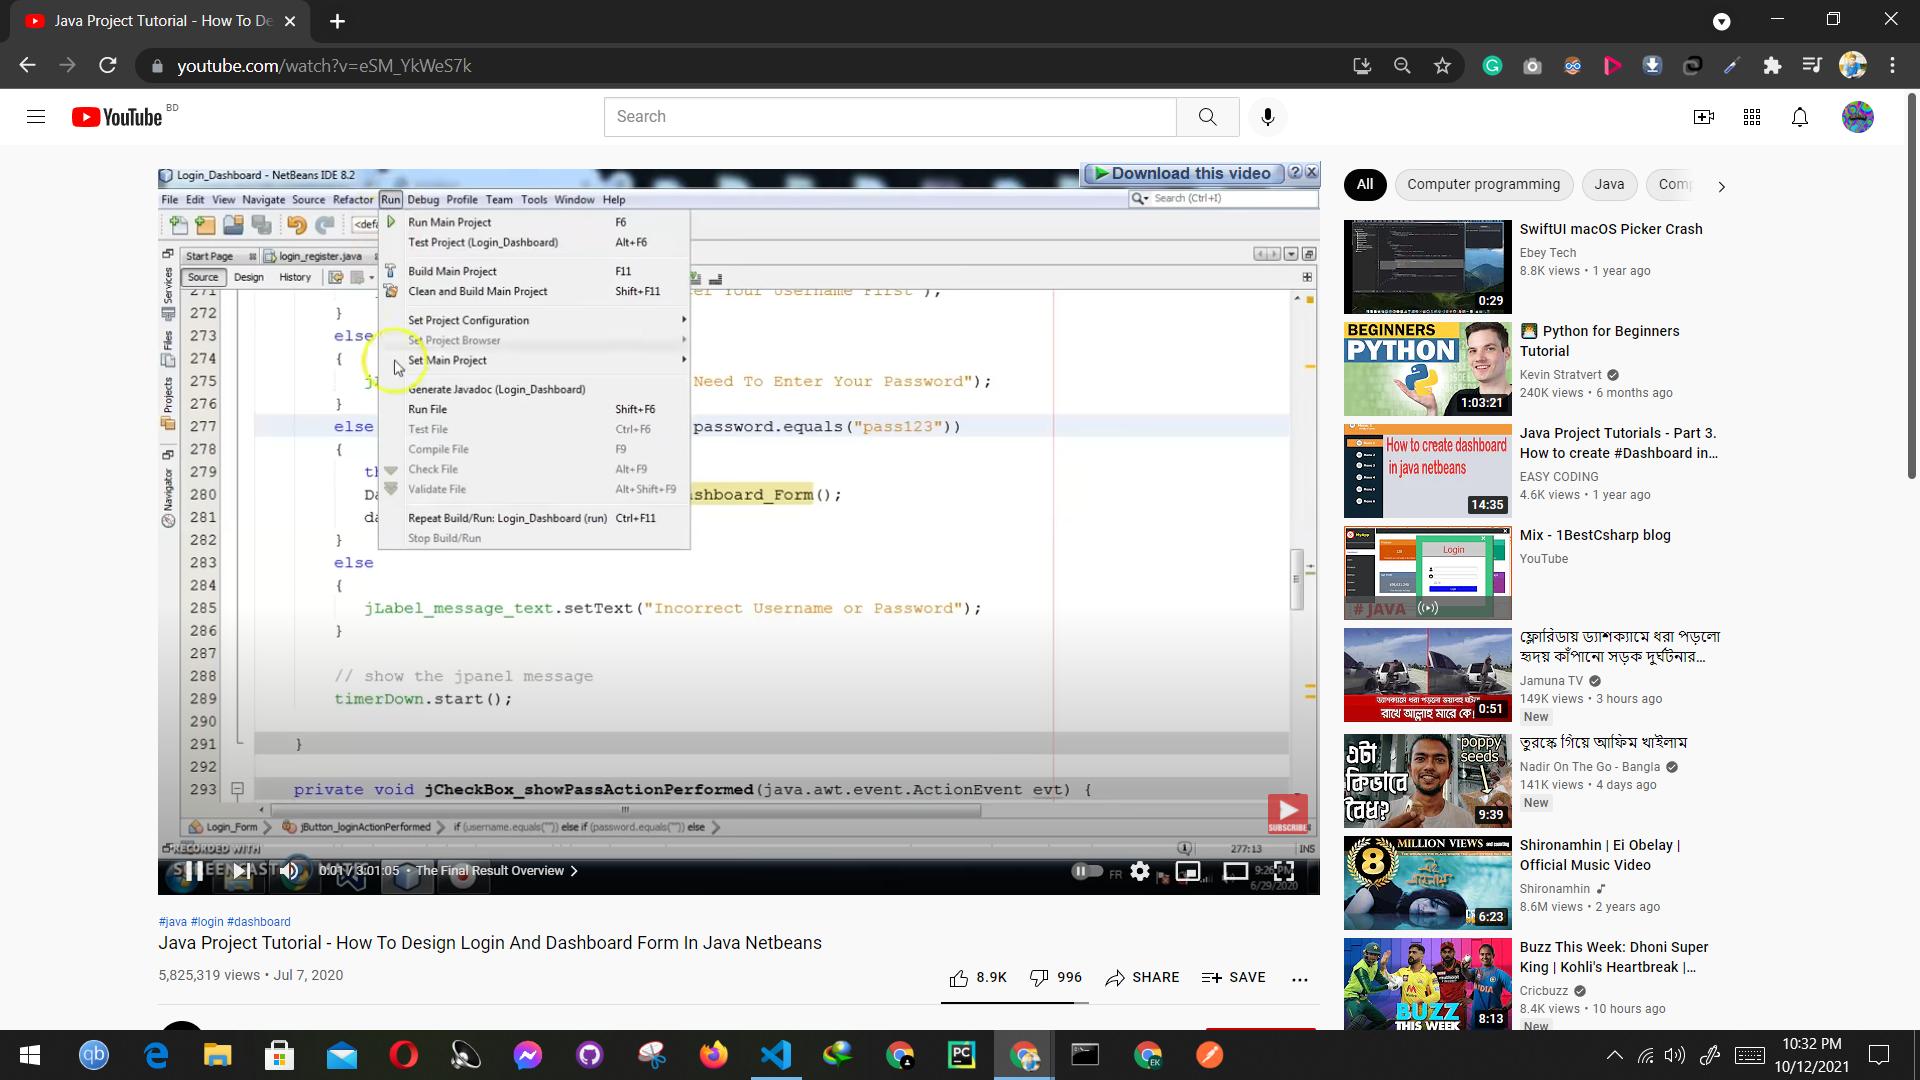 Java Project Tutorial - How To De
youtube.com/watch?v=eSM_YkWeS7k
YouTube BD
Search
Login_Dashboard - NetBeans IDE 8.2
Download this video
File Edit View Navigate Source Refactor Run Debug Profile Team Tools Window Help
Search (Ctrl+I)
Run Main Project F6
Test Project (Login_Dashboard) Alt+F6
Build Main Project F11
Clean and Build Main Project Shift+F11
Set Project Configuration
Set Project Browser
Set Main Project
Generate Javadoc (Login_Dashboard)
Run File Shift+F6
Test File Ctrl+F6
Compile File F9
Check File Alt+F9
Validate File Alt+Shift+F9
Repeat Build/Run: Login_Dashboard (run) Ctrl+F11
Stop Build/Run
Start Page login_register.java
Source Design History
Services
Files
Projects
Navigator
271
272 }
273 else
274 {
275 Need To Enter Your Password");
276 }
277 else password.equals("pass123"))
278 {
279
280 shboard_Form();
281
282 }
283 else
284 {
285 jLabel_message_text.setText("Incorrect Username or Password");
286 }
287
288 // show the jpanel message
289 timerDown.start();
290
291 }
292
293 private void jCheckBox_showPassActionPerformed(java.awt.event.ActionEvent evt) {
SUBSCRIBE
Login_Form jButton_loginActionPerformed if (username.equals("")) else if (password.equals("")) else
277:13 INS
RECORDED WITH
0:01 / 3:01:05 • The Final Result Overview
FR
9:26 PM
6/29/2020
#java #login #dashboard
Java Project Tutorial - How To Design Login And Dashboard Form In Java Netbeans
5,825,319 views • Jul 7, 2020
8.9K 996 SHARE SAVE
All Computer programming Java Comp
SwiftUI macOS Picker Crash
Ebey Tech
8.8K views • 1 year ago
0:29
BEGINNERS
PYTHON
1:03:21
Python for Beginners
Tutorial
Kevin Stratvert
240K views • 6 months ago
How to create dashboard
in java netbeans
14:35
Java Project Tutorials - Part 3.
How to create #Dashboard in...
EASY CODING
4.6K views • 1 year ago
Login
# JAVA
Mix - 1BestCsharp blog
YouTube
রাখে আল্লাহ মারে কে!
0:51
ফ্লোরিডায় ড্যাশক্যামে ধরা পড়লো
হৃদয় কাঁপানো সড়ক দুর্ঘটনার...
Jamuna TV
149K views • 3 hours ago
New
এটা
কিভাবে
বৈধ?
poppy
seeds
9:39
তুরস্কে গিয়ে আফিম খাইলাম
Nadir On The Go - Bangla
141K views • 4 days ago
New
8 MILLION VIEWS
6:23
Shironamhin | Ei Obelay |
Official Music Video
Shironamhin
8.6M views • 2 years ago
BUZZ
THIS WEEK
8:13
Buzz This Week: Dhoni Super
King | Kohli's Heartbreak |...
Cricbuzz
8.4K views • 10 hours ago
New
10:32 PM
10/12/2021